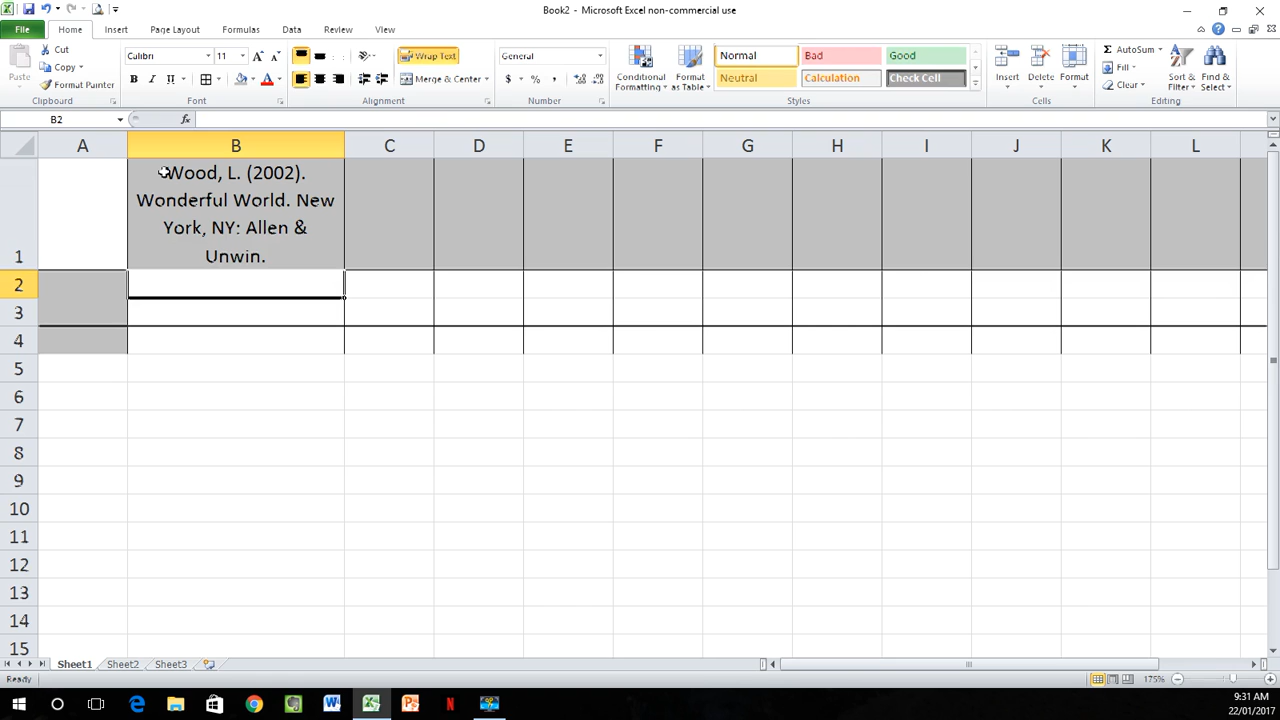 Book2 - Microsoft Excel non-commercial use
File Home Insert Page Layout Formulas Data Review View
Paste
Cut
Copy
Format Painter
Calibri 11
B I U
Wrap Text
Merge & Center
General
$ % ,
Conditional Formatting
Format as Table
Normal Bad Good
Neutral Calculation Check Cell
Insert Delete Format
AutoSum
Fill
Clear
Sort & Filter
Find & Select
Clipboard Font Alignment Number Styles Cells Editing
B2 fx
A B C D E F G H I J K L
Wood, L. (2002).
Wonderful World. New
York, NY: Allen &
Unwin.
1
2
3
4
5
6
7
8
9
10
11
12
13
14
15
Sheet1 Sheet2 Sheet3
Ready 175%
9:31 AM
22/01/2017